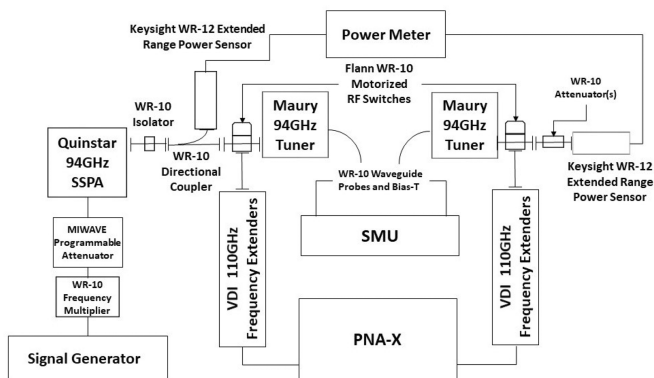 Keysight WR-12 Extended
Range Power Sensor
Power Meter
Flann WR-10
Motorized
RF Switches
WR-10
Attenuator(s)
WR-10
Isolator
Maury
94GHz
Tuner
Maury
94GHz
Tuner
Quinstar
94GHz
SSPA
WR-10
Directional
Coupler
WR-10 Waveguide
Probes and Bias-T
Keysight WR-12
Extended Range
Power Sensor
MIWAVE
Programmable
Attenuator
VDI 110GHz
Frequency Extenders
SMU
VDI 110GHz
Frequency Extenders
WR-10
Frequency
Multiplier
Signal Generator
PNA-X